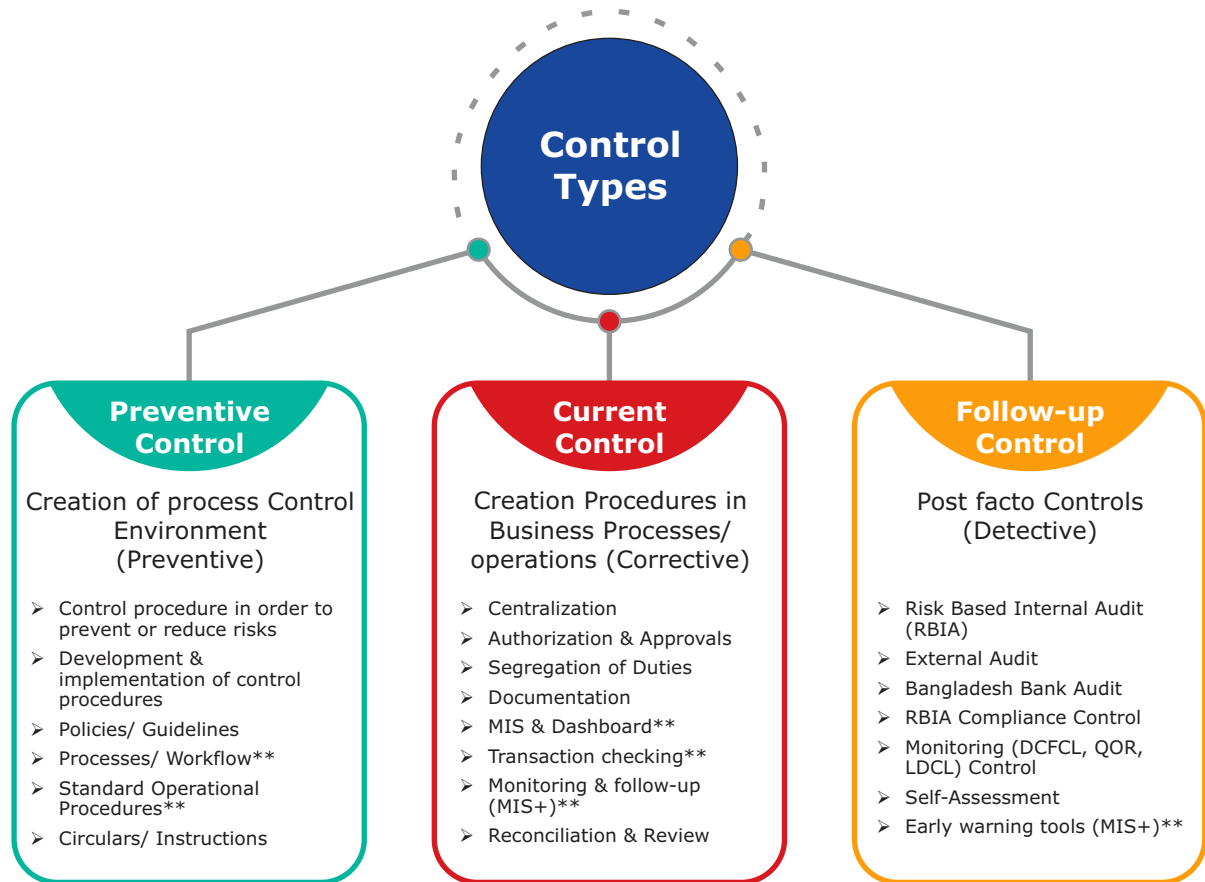 Control
Types
Preventive
Control
Creation of process Control
Environment
(Preventive)
➢ Control procedure in order to
prevent or reduce risks
➢ Development &
implementation of control
procedures
➢ Policies/ Guidelines
➢ Processes/ Workflow**
➢ Standard Operational
Procedures**
➢ Circulars/ Instructions
Current
Control
Creation Procedures in
Business Processes/
operations (Corrective)
➢ Centralization
➢ Authorization & Approvals
➢ Segregation of Duties
➢ Documentation
➢ MIS & Dashboard**
➢ Transaction checking**
➢ Monitoring & follow-up
(MIS+)**
➢ Reconciliation & Review
Follow-up
Control
Post facto Controls
(Detective)
➢ Risk Based Internal Audit
(RBIA)
➢ External Audit
➢ Bangladesh Bank Audit
➢ RBIA Compliance Control
➢ Monitoring (DCFCL, QOR,
LDCL) Control
➢ Self-Assessment
➢ Early warning tools (MIS+)**